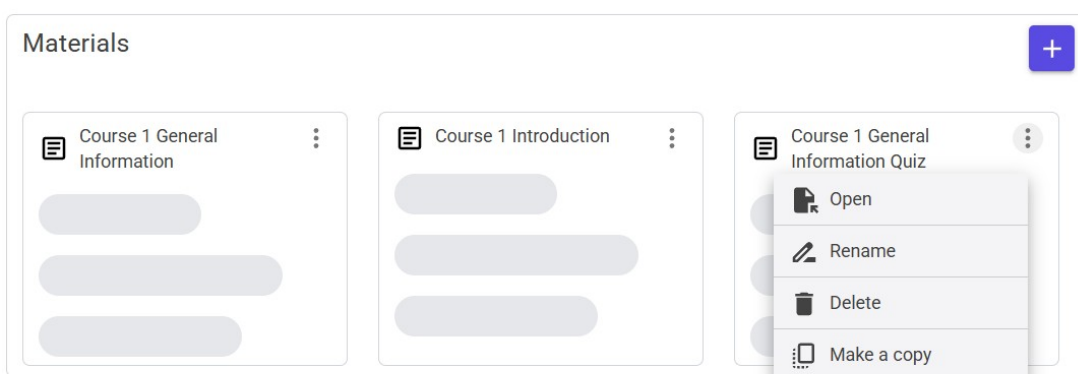 Materials
+
Course 1 General
Information
Course 1 Introduction
Course 1 General
Information Quiz
Open
Rename
Delete
Make a copy